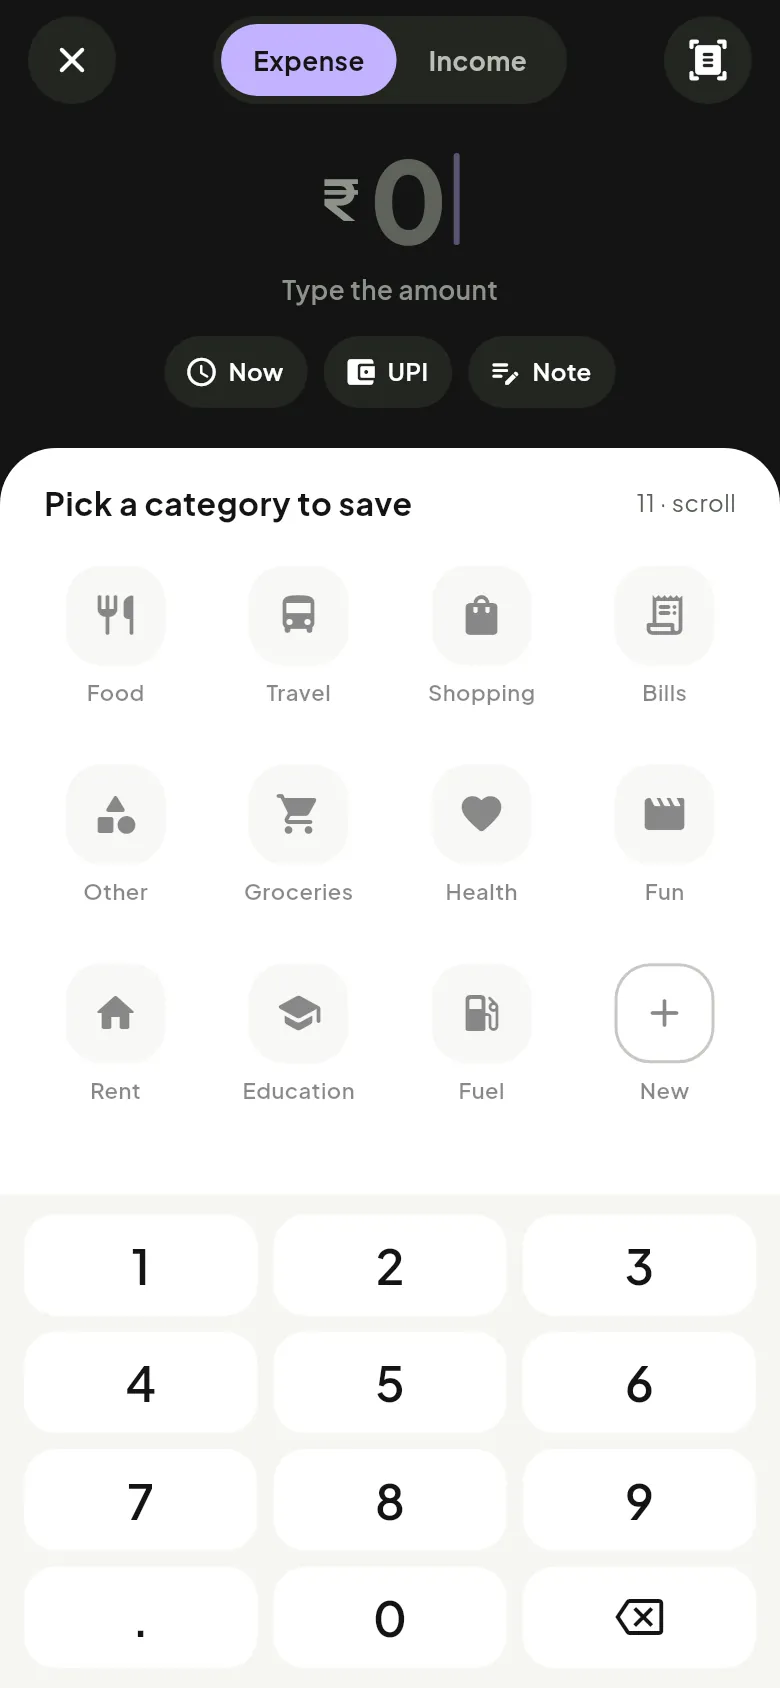 Expense Income
₹ 0
Type the amount
Now UPI Note
Pick a category to save 11 · scroll
Food Travel Shopping Bills
Other Groceries Health Fun
Rent Education Fuel New
1 2 3
4 5 6
7 8 9
. 0